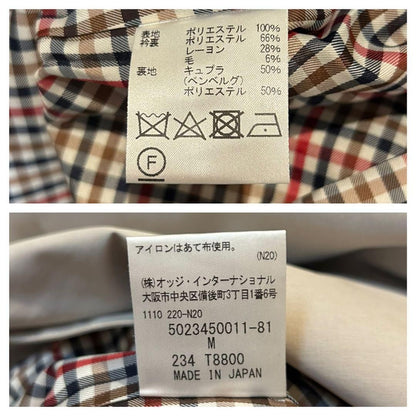 表地 ポリエステル 100%
衿裏 ポリエステル 66%
レーヨン 28%
毛 6%
裏地 キュプラ 50%
(ベンベルグ)
ポリエステル 50%
F
アイロンはあて布使用。
(N20)
(株)オッジ・インターナショナル
大阪市中央区備後町3丁目1番6号
1110 220-N20
5023450011-81
M
234 T8800
MADE IN JAPAN